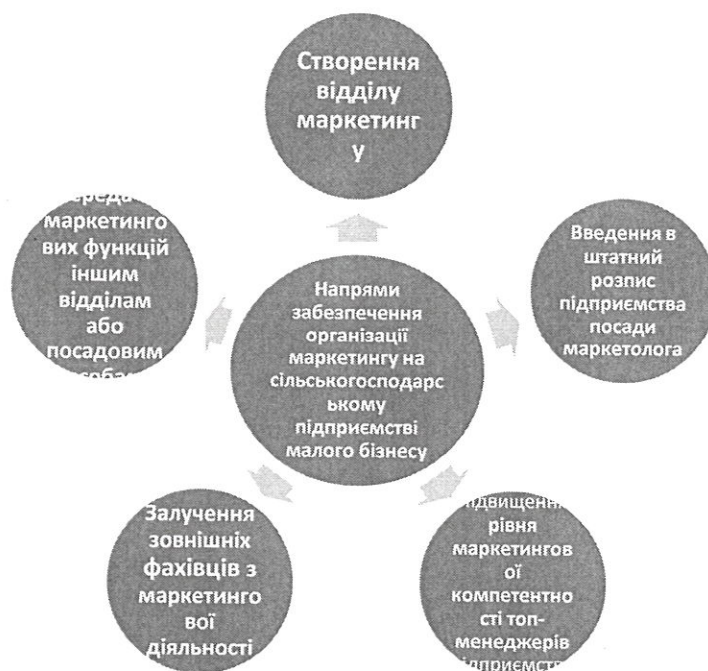 Створення
відділу
маркетинг
у
Введення в
штатний
розпис
підприємства
посади
маркетолога
рівня
маркетингов
ої
компетентно
сті топ-
менеджерів
Залучення
зовнішніх
фахівців з
маркетинго
вої
діяльності
маркетинго
вих функцій
іншим
відділам
або
посадовим
Напрями
забезпечення
організації
маркетингу на
сільськогосподарс
ькому
підприємстві
малого бізнесу